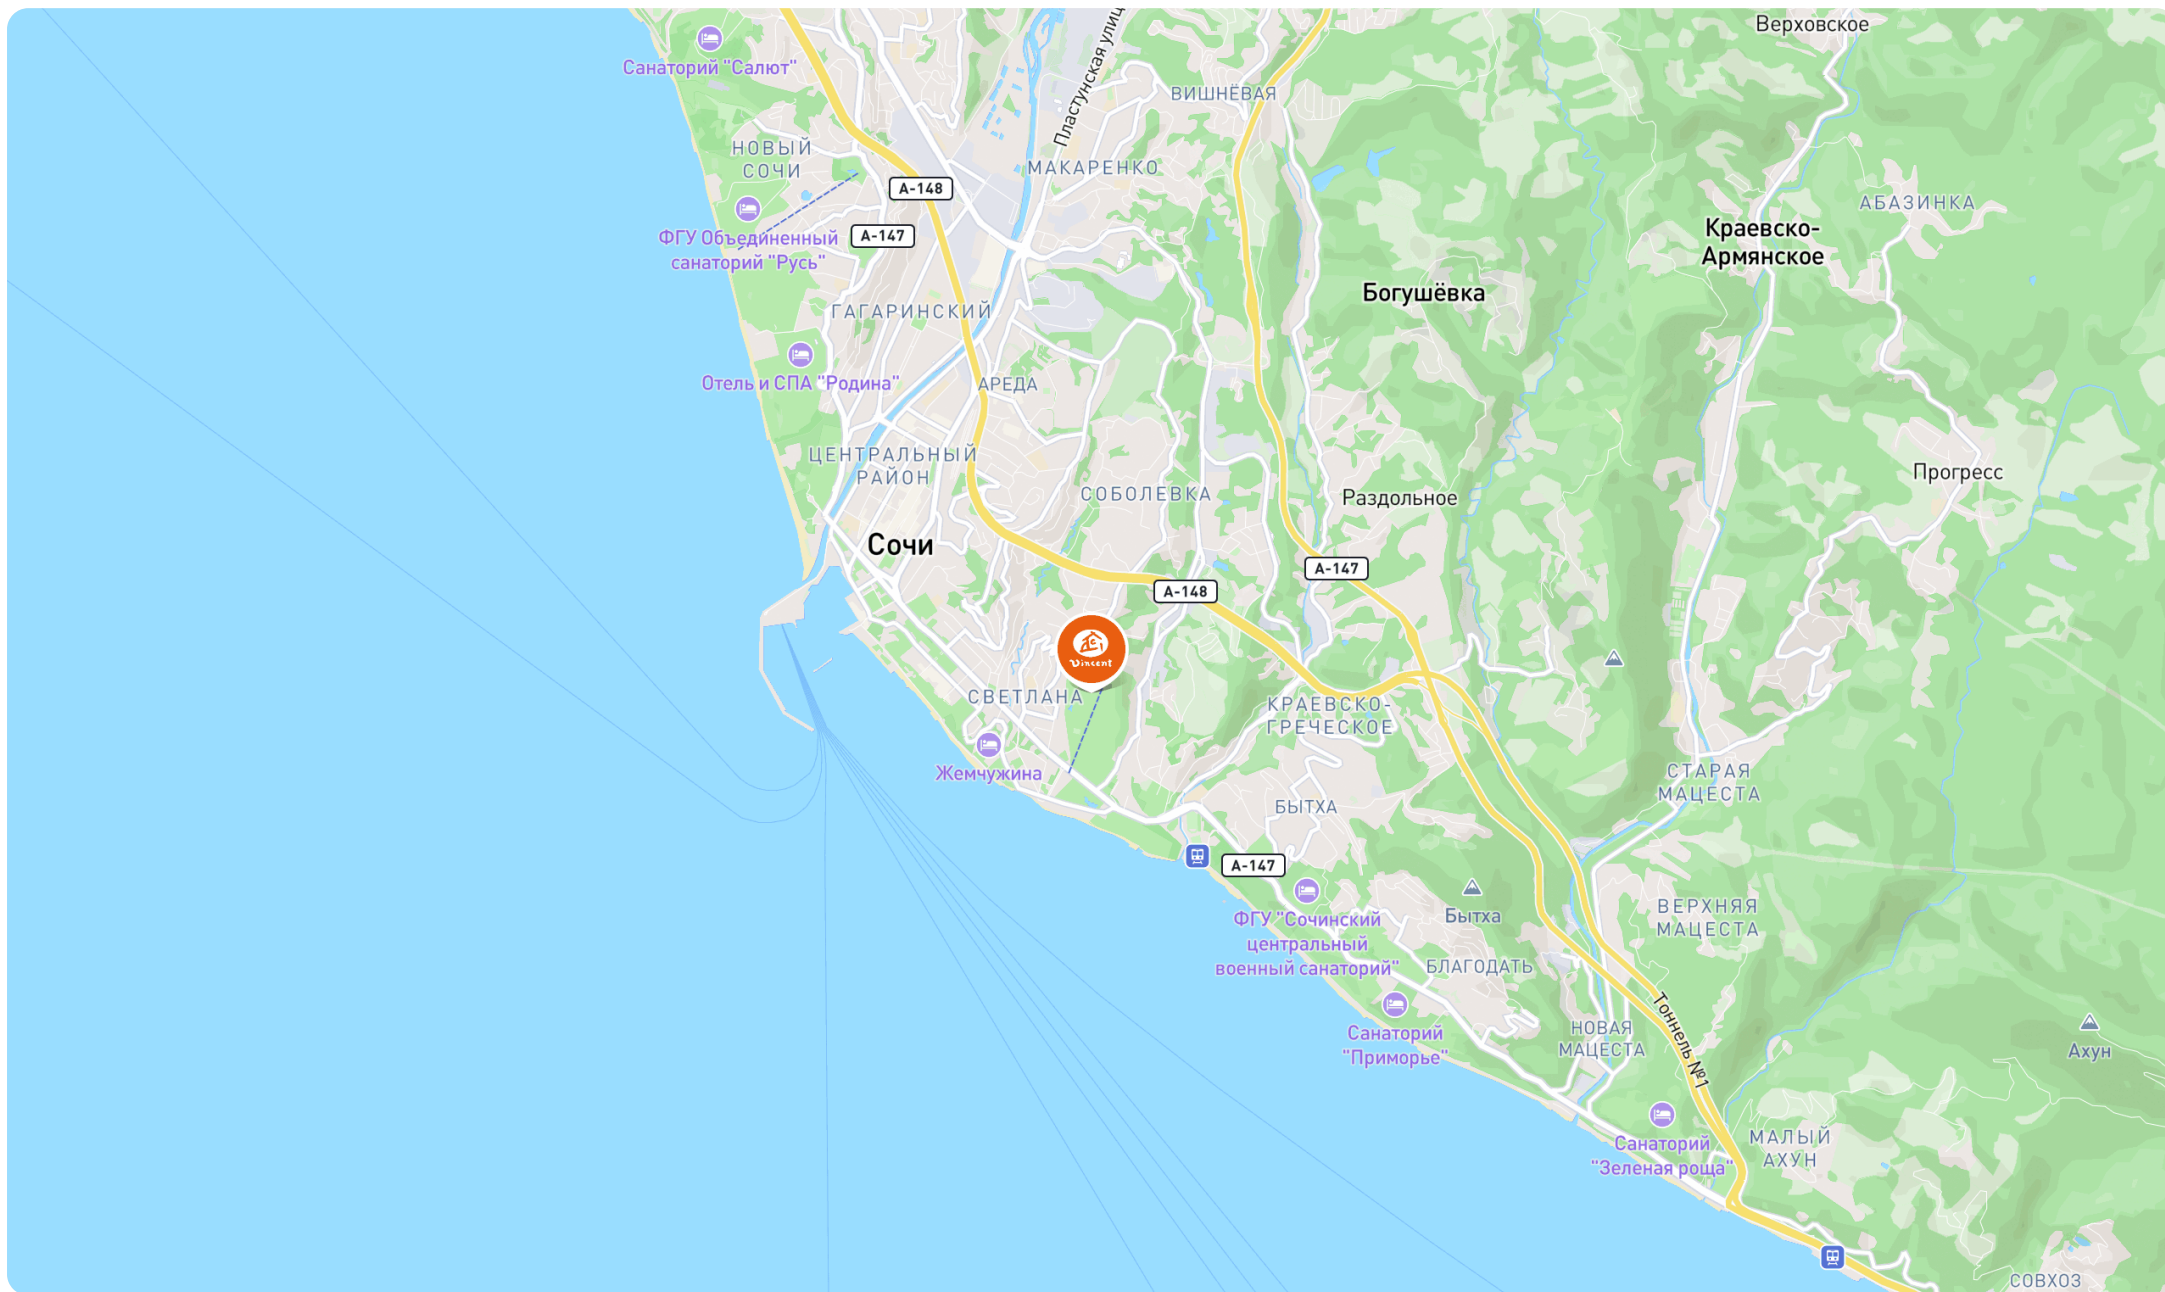 Верховское
Санаторий "Салют"
Пластунская улиц
ВИШНЁВАЯ
НОВЫЙ
СОЧИ
МАКАРЕНКО
А-148
АБАЗИНКА
А-147
ФГУ Объединенный
санаторий "Русь"
Краевско-
Армянское
Богушёвка
ГАГАРИНСКИЙ
Отель и СПА "Родина"
АРЕДА
ЦЕНТРАЛЬНЫЙ
РАЙОН
СОБОЛЕВКА
Раздольное
Прогресс
Сочи
А-147
А-148
Vincent
СВЕТЛАНА
КРАЕВСКО-
ГРЕЧЕСКОЕ
Жемчужина
СТАРАЯ
МАЦЕСТА
БЫТХА
А-147
ФГУ "Сочинский
центральный
военный санаторий"
Бытха
ВЕРХНЯЯ
МАЦЕСТА
БЛАГОДАТЬ
Санаторий
"Приморье"
НОВАЯ
МАЦЕСТА
Тоннель №1
Ахун
Санаторий
"Зеленая роща"
МАЛЫЙ
АХУН
СОВХОЗ